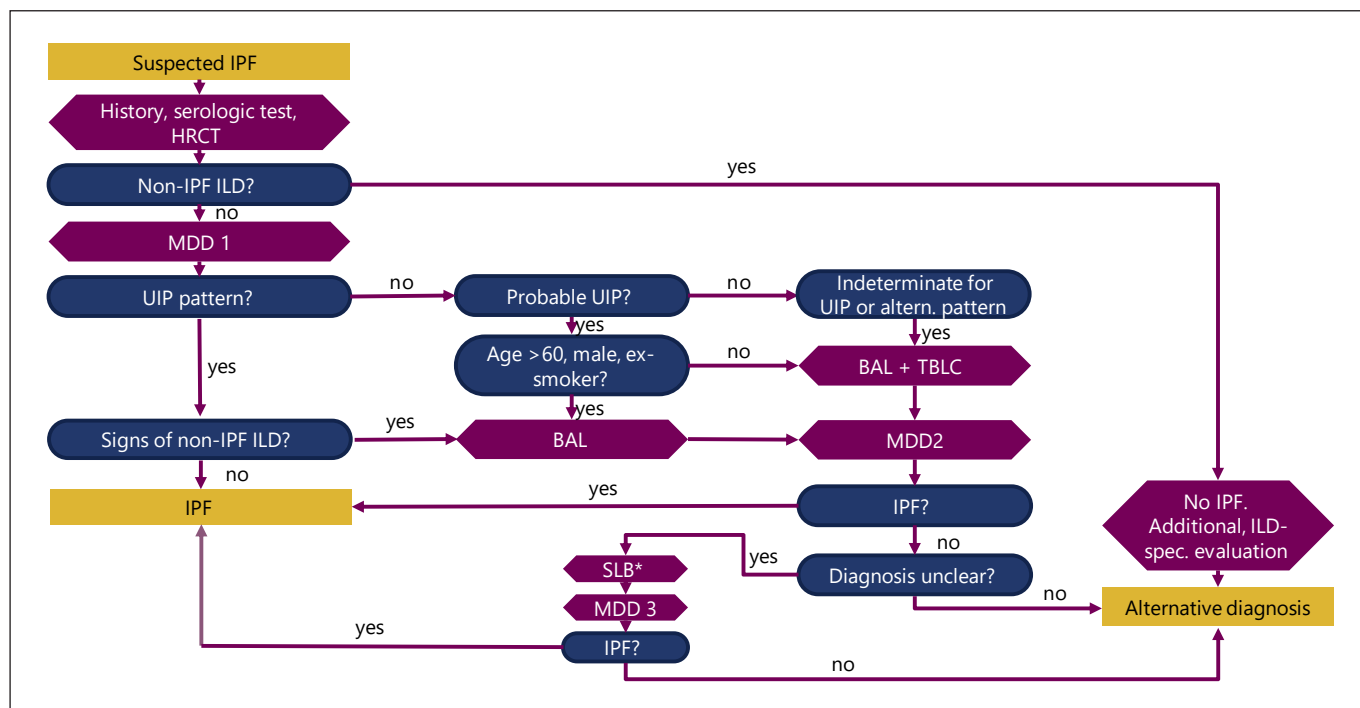 Suspected IPF
History, serologic test,
HRCT
yes
Non-IPF ILD?
no
MDD 1
UIP pattern?
no
Probable UIP?
no
Indeterminate for
UIP or altern. pattern
yes
yes
yes
Age >60, male, ex-
smoker?
no
BAL + TBLC
yes
Signs of non-IPF ILD?
yes
BAL
MDD2
no
IPF
yes
IPF?
No IPF.
Additional, ILD-
spec. evaluation
no
yes
SLB*
Diagnosis unclear?
no
Alternative diagnosis
MDD 3
yes
IPF?
no